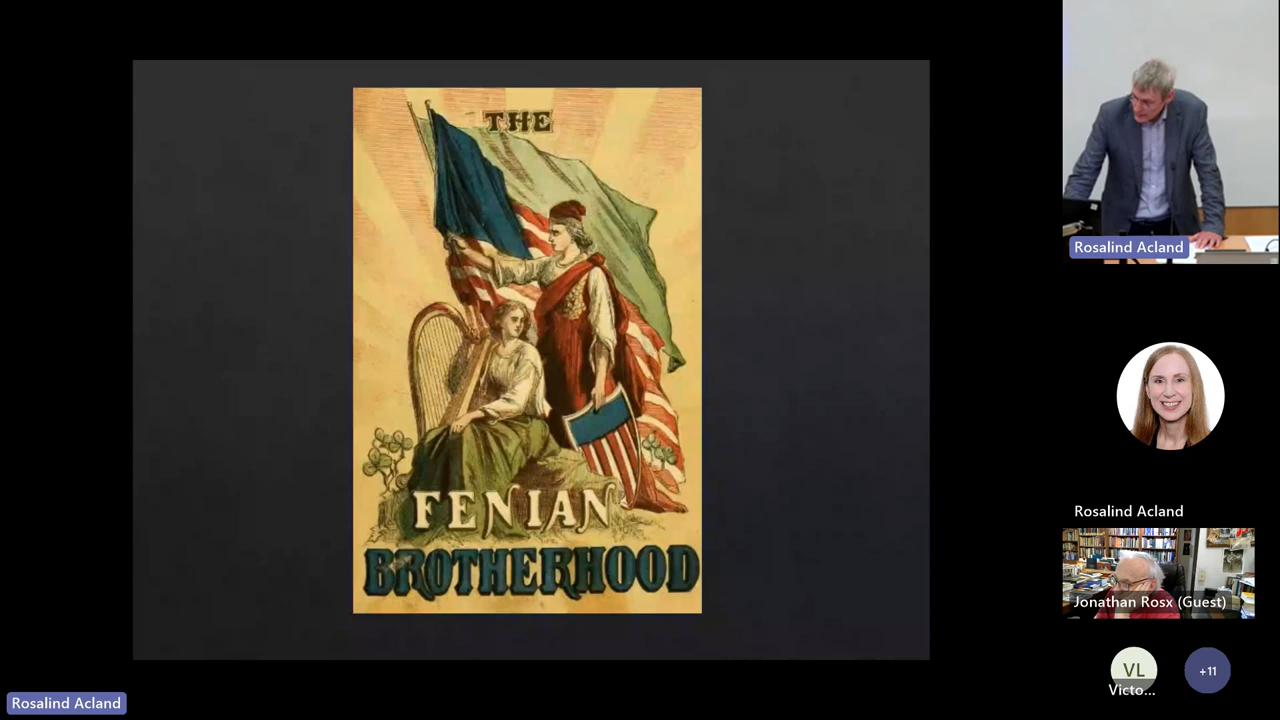 THE
FENIAN
BROTHERHOOD
Rosalind Acland
Rosalind Acland
Jonathan Rosx (Guest)
VL
Victo...
+11
Rosalind Acland